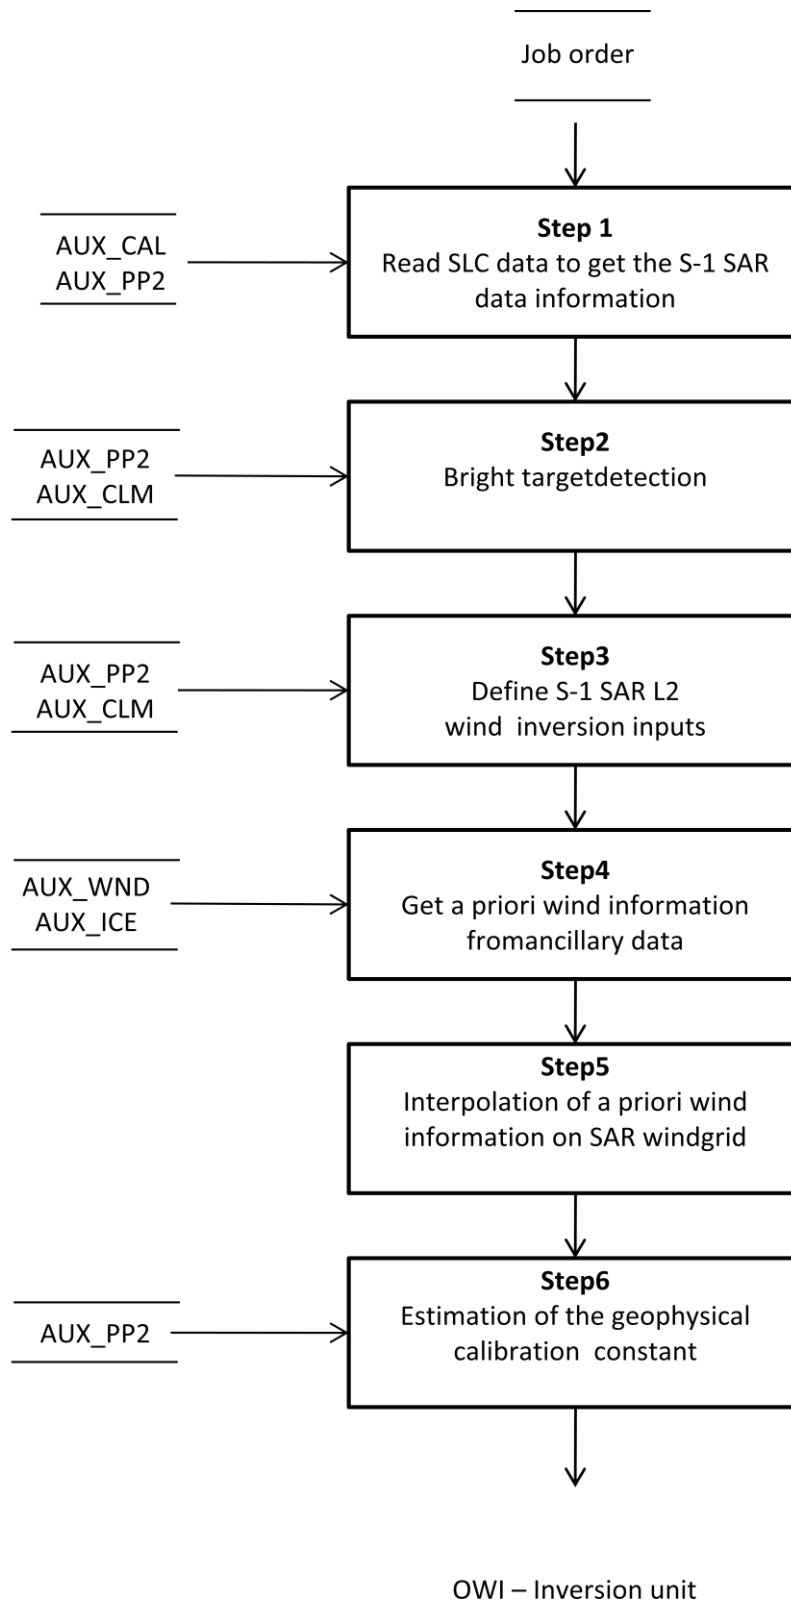 Job order
AUX_CAL
AUX_PP2
Step 1
Read SLC data to get the S-1 SAR
data information
AUX_PP2
AUX_CLM
Step2
Bright targetdetection
AUX_PP2
AUX_CLM
Step3
Define S-1 SAR L2
wind  inversion inputs
AUX_WND
AUX_ICE
Step4
Get a priori wind information
fromancillary data
Step5
Interpolation of a priori wind
information on SAR windgrid
AUX_PP2
Step6
Estimation of the geophysical
calibration  constant
OWI – Inversion unit